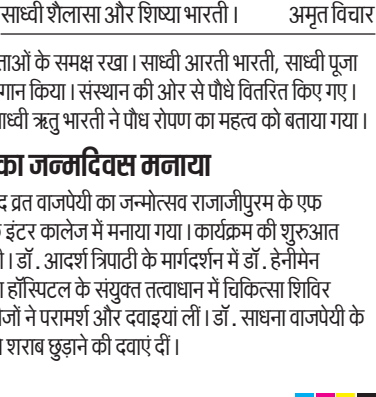 साध्वी शैलासा और शिष्या भारती। अमृत विचार
ताओं के समक्ष रखा। साध्वी आरती भारती, साध्वी पूजा
गान किया। संस्थान की ओर से पौधे वितरित किए गए।
ाध्वी ऋतु भारती ने पौध रोपण का महत्व को बताया गया।
का जन्मदिवस मनाया
द व्रत वाजपेयी का जन्मोत्सव राजाजीपुरम के एफ
इंटर कालेज में मनाया गया। कार्यक्रम की शुरुआत
ी। डॉ. आदर्श त्रिपाठी के मार्गदर्शन में डॉ. हेनीमेन
ा हॉस्पिटल के संयुक्त तत्वाधान में चिकित्सा शिविर
जों ने परामर्श और दवाइयां लीं। डॉ. साधना वाजपेयी के
शराब छुड़ाने की दवाएं दीं।